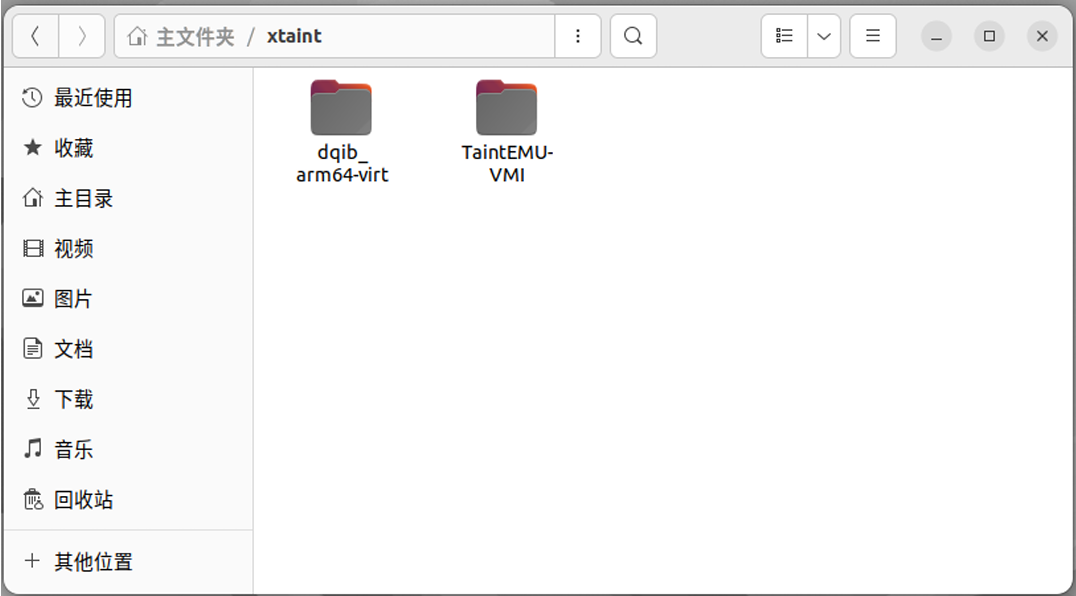 主文件夹 / xtaint
最近使用
收藏
主目录
视频
图片
文档
下载
音乐
回收站
其他位置
dqib_
arm64-virt
TaintEMU-
VMI